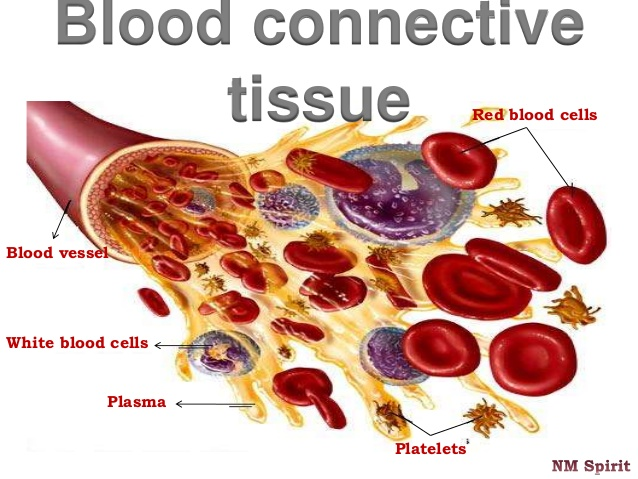 Blood connective
tissue
Red blood cells
Blood vessel
White blood cells
Plasma
Platelets
NM Spirit